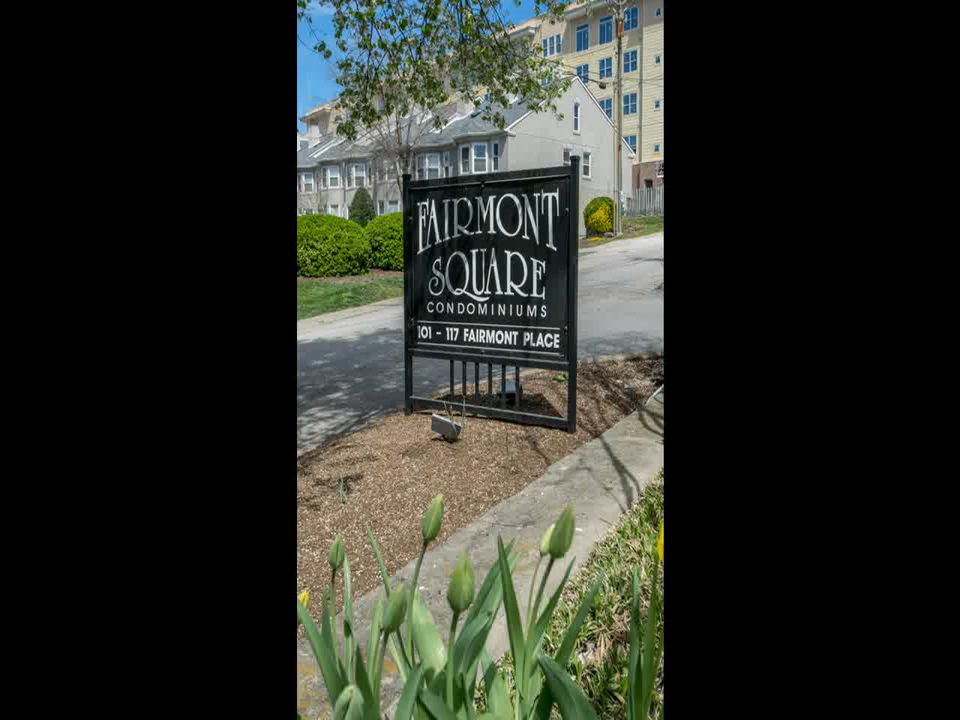 FAIRMONT
SQUARE
CONDOMINIUMS
101 - 117 FAIRMONT PLACE